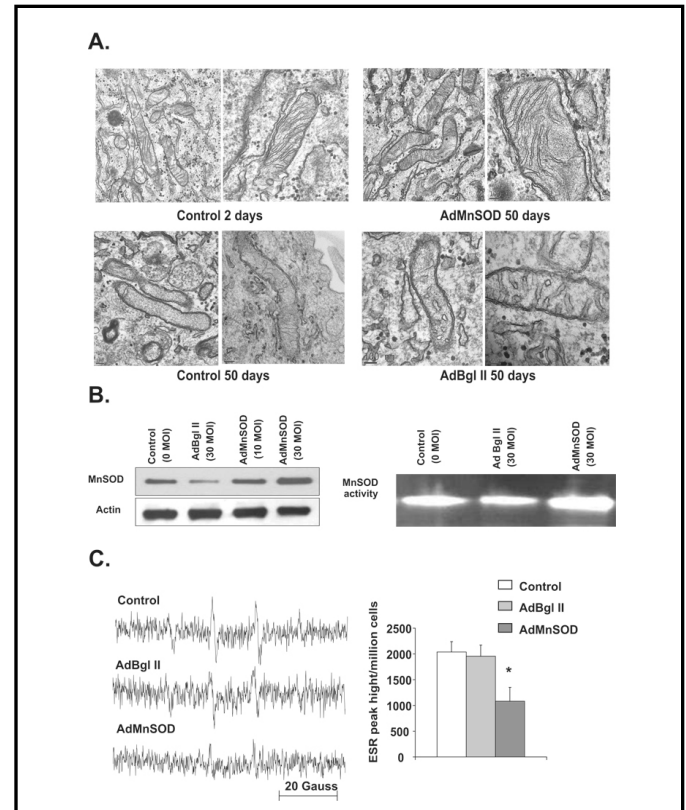 A.
Control 2 days
AdMnSOD 50 days
Control 50 days
AdBgl II 50 days
B.
Control
(0 MOI)
AdBgl II
(30 MOI)
AdMnSOD
(10 MOI)
AdMnSOD
(30 MOI)
MnSOD
Actin
Control
(0 MOI)
Ad Bgl II
(30 MOI)
AdMnSOD
(30 MOI)
MnSOD
activity
C.
Control
AdBgl II
AdMnSOD
20 Gauss
Control
AdBgl II
AdMnSOD
ESR peak hight/million cells
2500
2000
1500
1000
500
0
*